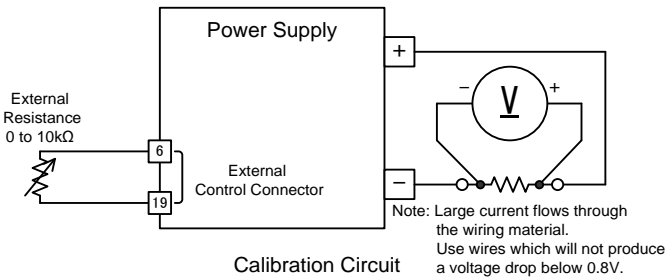 Power Supply
+
External
Resistance
0 to 10kΩ
– V +
6
External
Control Connector
19
–
Note: Large current flows through
the wiring material.
Use wires which will not produce
a voltage drop below 0.8V.
Calibration Circuit